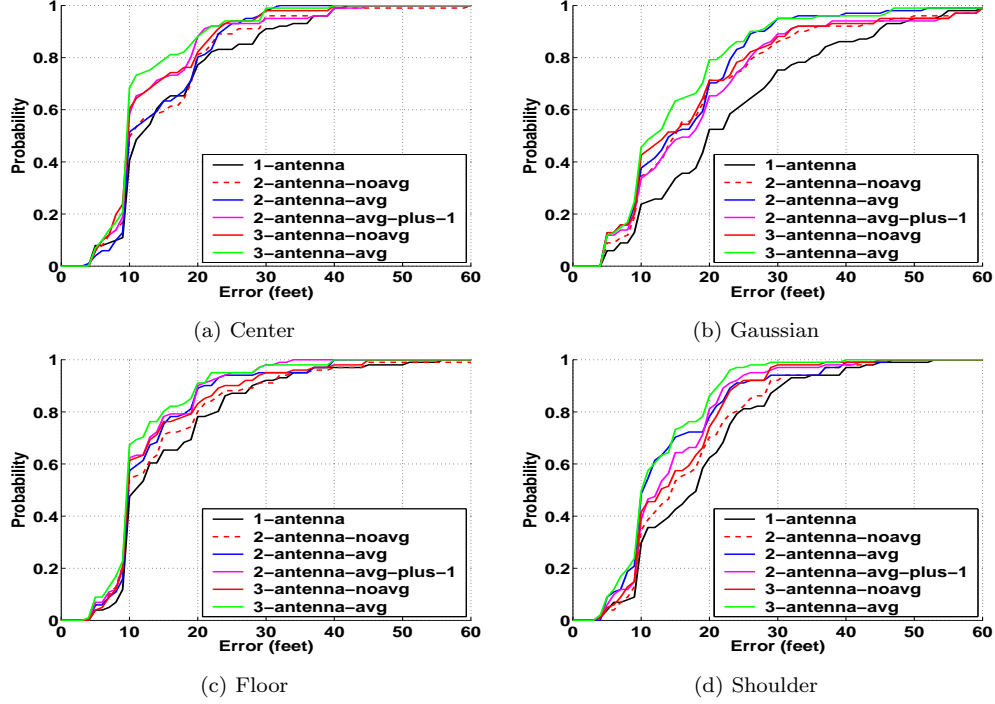 1
0.8
0.6
0.4
0.2
0
Probability
0 10 20 30 40 50 60
Error (feet)
1−antenna
2−antenna−noavg
2−antenna−avg
2−antenna−avg−plus−1
3−antenna−noavg
3−antenna−avg
(a) Center
1
0.8
0.6
0.4
0.2
0
Probability
0 10 20 30 40 50 60
Error (feet)
1−antenna
2−antenna−noavg
2−antenna−avg
2−antenna−avg−plus−1
3−antenna−noavg
3−antenna−avg
(b) Gaussian
1
0.8
0.6
0.4
0.2
0
Probability
0 10 20 30 40 50 60
Error (feet)
1−antenna
2−antenna−noavg
2−antenna−avg
2−antenna−avg−plus−1
3−antenna−noavg
3−antenna−avg
(c) Floor
1
0.8
0.6
0.4
0.2
0
Probability
0 10 20 30 40 50 60
Error (feet)
1−antenna
2−antenna−noavg
2−antenna−avg
2−antenna−avg−plus−1
3−antenna−noavg
3−antenna−avg
(d) Shoulder